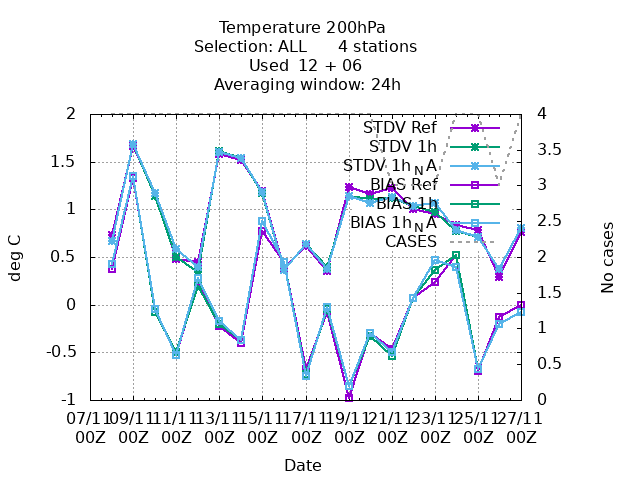 Temperature 200hPa
Selection: ALL 4 stations
Used 12 + 06
Averaging window: 24h
2
1.5
1
0.5
0
-0.5
-1
deg C
4
3.5
3
2.5
2
1.5
1
0.5
0
No cases
STDV Ref
STDV 1h
STDV 1h_N A
BIAS Ref
BIAS 1h
BIAS 1h_N A
CASES
07/11 09/11 11/11 13/11 15/11 17/11 19/11 21/11 23/11 25/11 27/11
00Z 00Z 00Z 00Z 00Z 00Z 00Z 00Z 00Z 00Z 00Z
Date